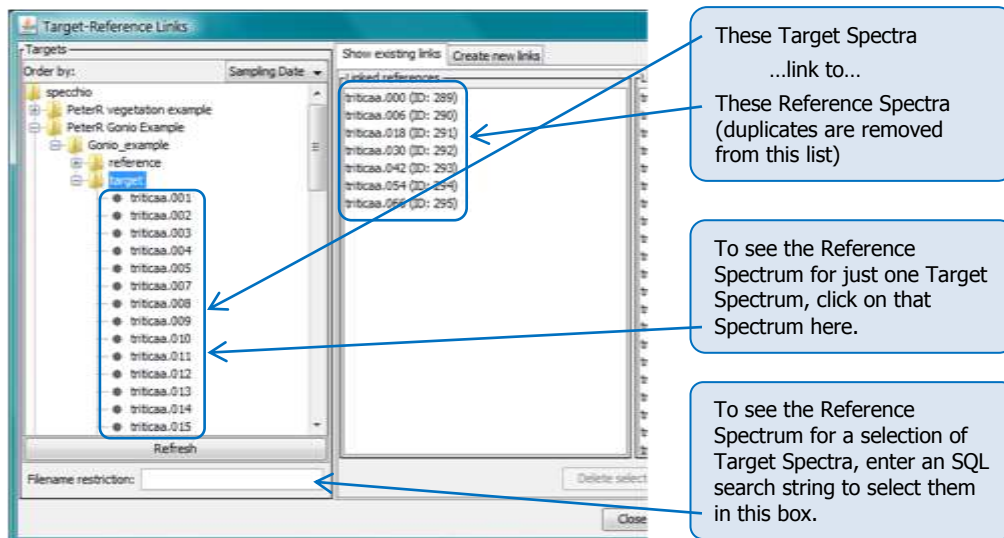 Target-Reference Links
Targets
Order by:
Sampling Date
specchio
PeterR vegetation example
PeterR Gonio Example
Gonio_example
reference
target
triticaa.001
triticaa.002
triticaa.003
triticaa.004
triticaa.005
triticaa.007
triticaa.008
triticaa.009
triticaa.010
triticaa.011
triticaa.012
triticaa.013
triticaa.014
triticaa.015
Refresh
Filename restriction:
Show existing links
Create new links
Linked references
triticaa.000 (ID: 289)
triticaa.006 (ID: 290)
triticaa.018 (ID: 291)
triticaa.030 (ID: 292)
triticaa.042 (ID: 293)
triticaa.054 (ID: 294)
triticaa.066 (ID: 295)
Delete selec
Close
These Target Spectra
…link to…
These Reference Spectra
(duplicates are removed
from this list)
To see the Reference
Spectrum for just one Target
Spectrum, click on that
Spectrum here.
To see the Reference
Spectrum for a selection of
Target Spectra, enter an SQL
search string to select them
in this box.